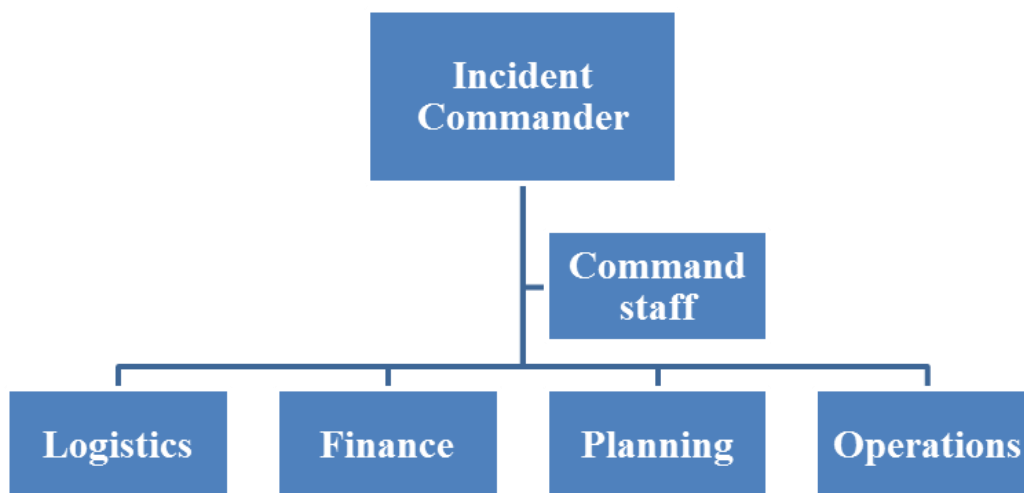 Incident
Commander
Command
staff
Logistics
Finance
Planning
Operations